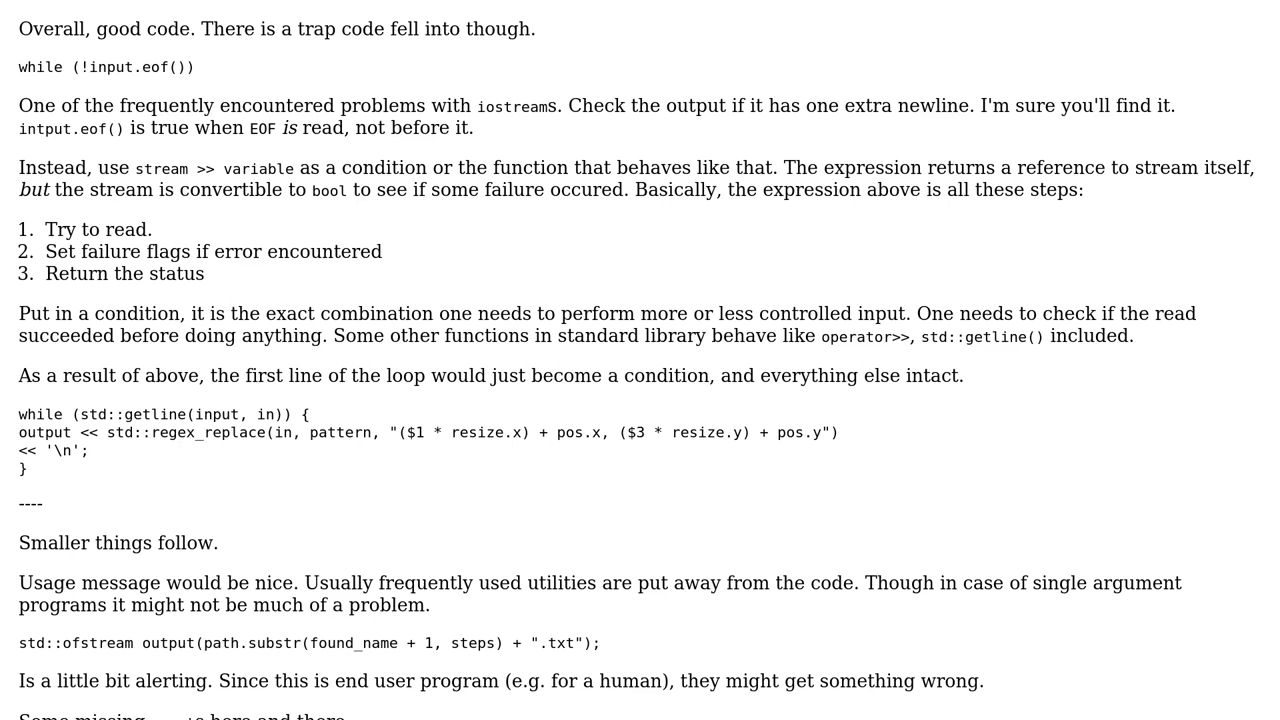 Overall, good code. There is a trap code fell into though.
while (!input.eof())
One of the frequently encountered problems with iostreams. Check the output if it has one extra newline. I'm sure you'll find it.
intput.eof() is true when EOF is read, not before it.
Instead, use stream >> variable as a condition or the function that behaves like that. The expression returns a reference to stream itself,
but the stream is convertible to bool to see if some failure occured. Basically, the expression above is all these steps:
1. Try to read.
2. Set failure flags if error encountered
3. Return the status
Put in a condition, it is the exact combination one needs to perform more or less controlled input. One needs to check if the read
succeeded before doing anything. Some other functions in standard library behave like operator>>, std::getline() included.
As a result of above, the first line of the loop would just become a condition, and everything else intact.
while (std::getline(input, in)) {
output << std::regex_replace(in, pattern, "($1 * resize.x) + pos.x, ($3 * resize.y) + pos.y")
<< '\n';
}
----
Smaller things follow.
Usage message would be nice. Usually frequently used utilities are put away from the code. Though in case of single argument
programs it might not be much of a problem.
std::ofstream output(path.substr(found_name + 1, steps) + ".txt");
Is a little bit alerting. Since this is end user program (e.g. for a human), they might get something wrong.
Some missing here and there